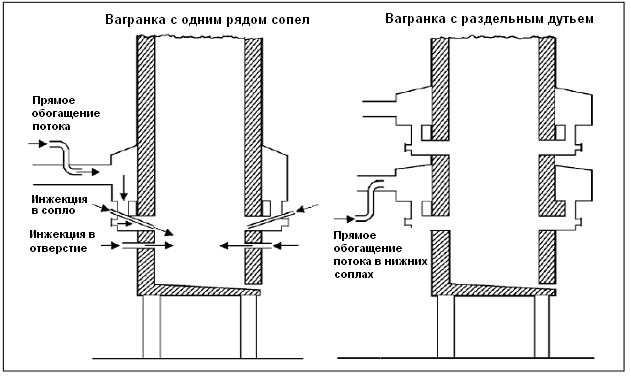 Вагранка с одним рядом сопел
Вагранка с раздельным дутьем
Прямое
обогащение
потока
Инжекция
в сопло
Инжекция в
отверстие
Прямое
обогащение
потока в нижних
соплах